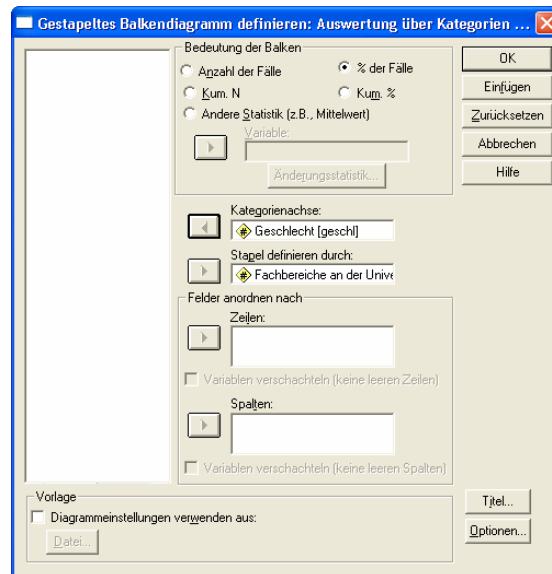 Gestapeltes Balkendiagramm definieren: Auswertung über Kategorien ...
Bedeutung der Balken
Anzahl der Fälle
% der Fälle
Kum. N
Kum. %
Andere Statistik (z.B., Mittelwert)
Variable:
Änderungsstatistik...
OK
Einfügen
Zurücksetzen
Abbrechen
Hilfe
Kategorienachse:
Geschlecht [geschl]
Stapel definieren durch:
Fachbereiche an der Unive
Felder anordnen nach
Zeilen:
Variablen verschachteln (keine leeren Zeilen)
Spalten:
Variablen verschachteln (keine leeren Spalten)
Vorlage
Diagrammeinstellungen verwenden aus:
Datei...
Titel...
Optionen...